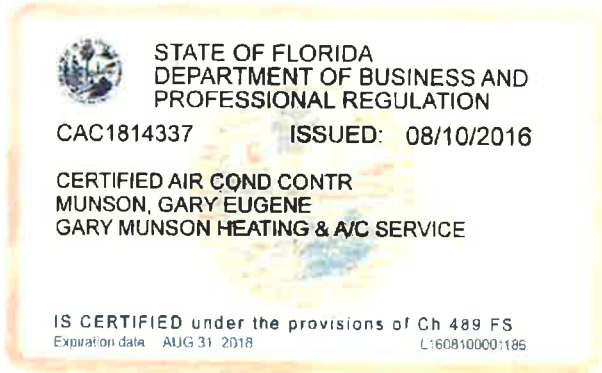 STATE OF FLORIDA
DEPARTMENT OF BUSINESS AND
PROFESSIONAL REGULATION
CAC1814337 ISSUED: 08/10/2016
CERTIFIED AIR COND CONTR
MUNSON, GARY EUGENE
GARY MUNSON HEATING & A/C SERVICE
IS CERTIFIED under the provisions of Ch 489 FS
Expiration date AUG 31, 2018 L1608100001186